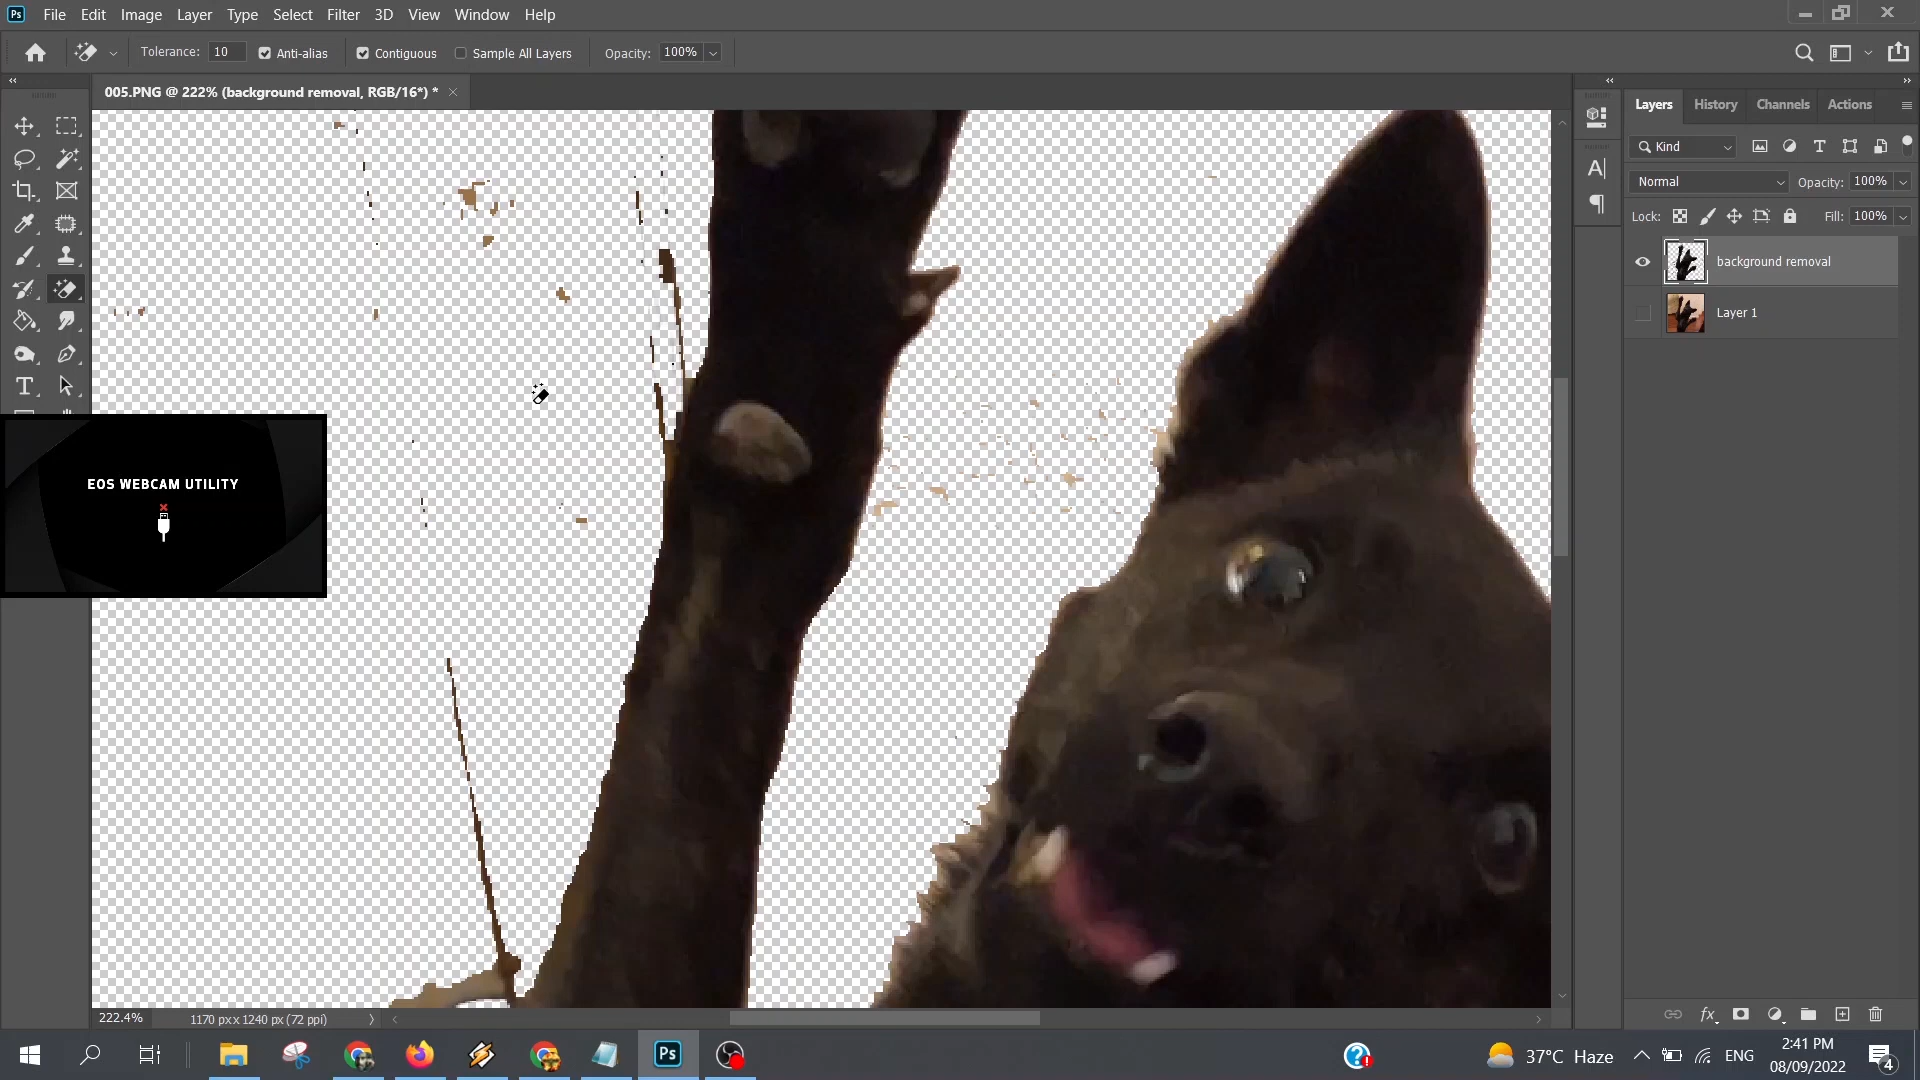 File Edit Image Layer Type Select Filter 3D View Window Help
Tolerance: 10 Anti-alias Contiguous Sample All Layers Opacity: 100%
005.PNG @ 222% (background removal, RGB/16*) *
Layers History Channels Actions
Kind
Normal Opacity: 100%
Lock: Fill: 100%
background removal
Layer 1
EOS WEBCAM UTILITY
222.4% 1170 px x 1240 px (72 ppi)
37°C Haze ENG
2:41 PM
08/09/2022
4